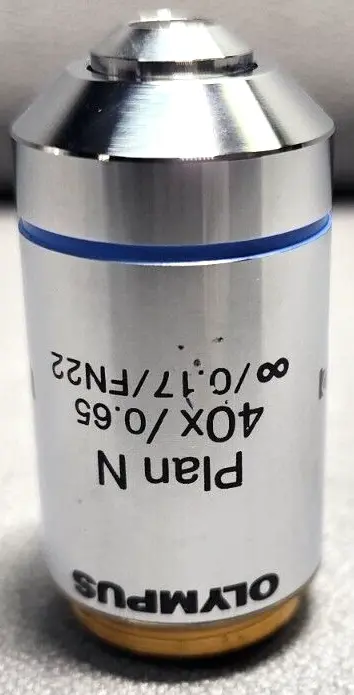 OLYMPUS
Plan N
40x/0.65
∞/0.17/FN22